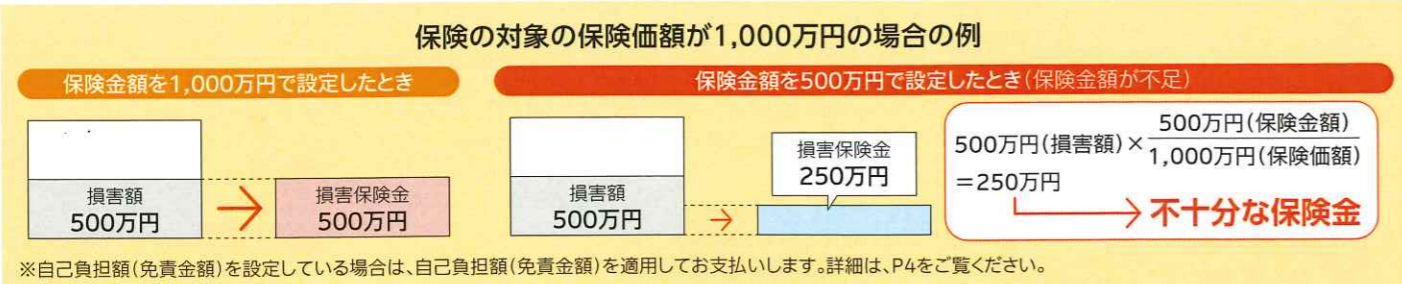 保険の対象の保険価額が1,000万円の場合の例
保険金額を1,000万円で設定したとき
損害額
500万円
損害保険金
500万円
保険金額を500万円で設定したとき(保険金額が不足)
損害額
500万円
損害保険金
250万円
500万円(損害額)×500万円(保険金額)/1,000万円(保険価額)
=250万円
不十分な保険金
※自己負担額(免責金額)を設定している場合は、自己負担額(免責金額)を適用してお支払いします。詳細は、P4をご覧ください。